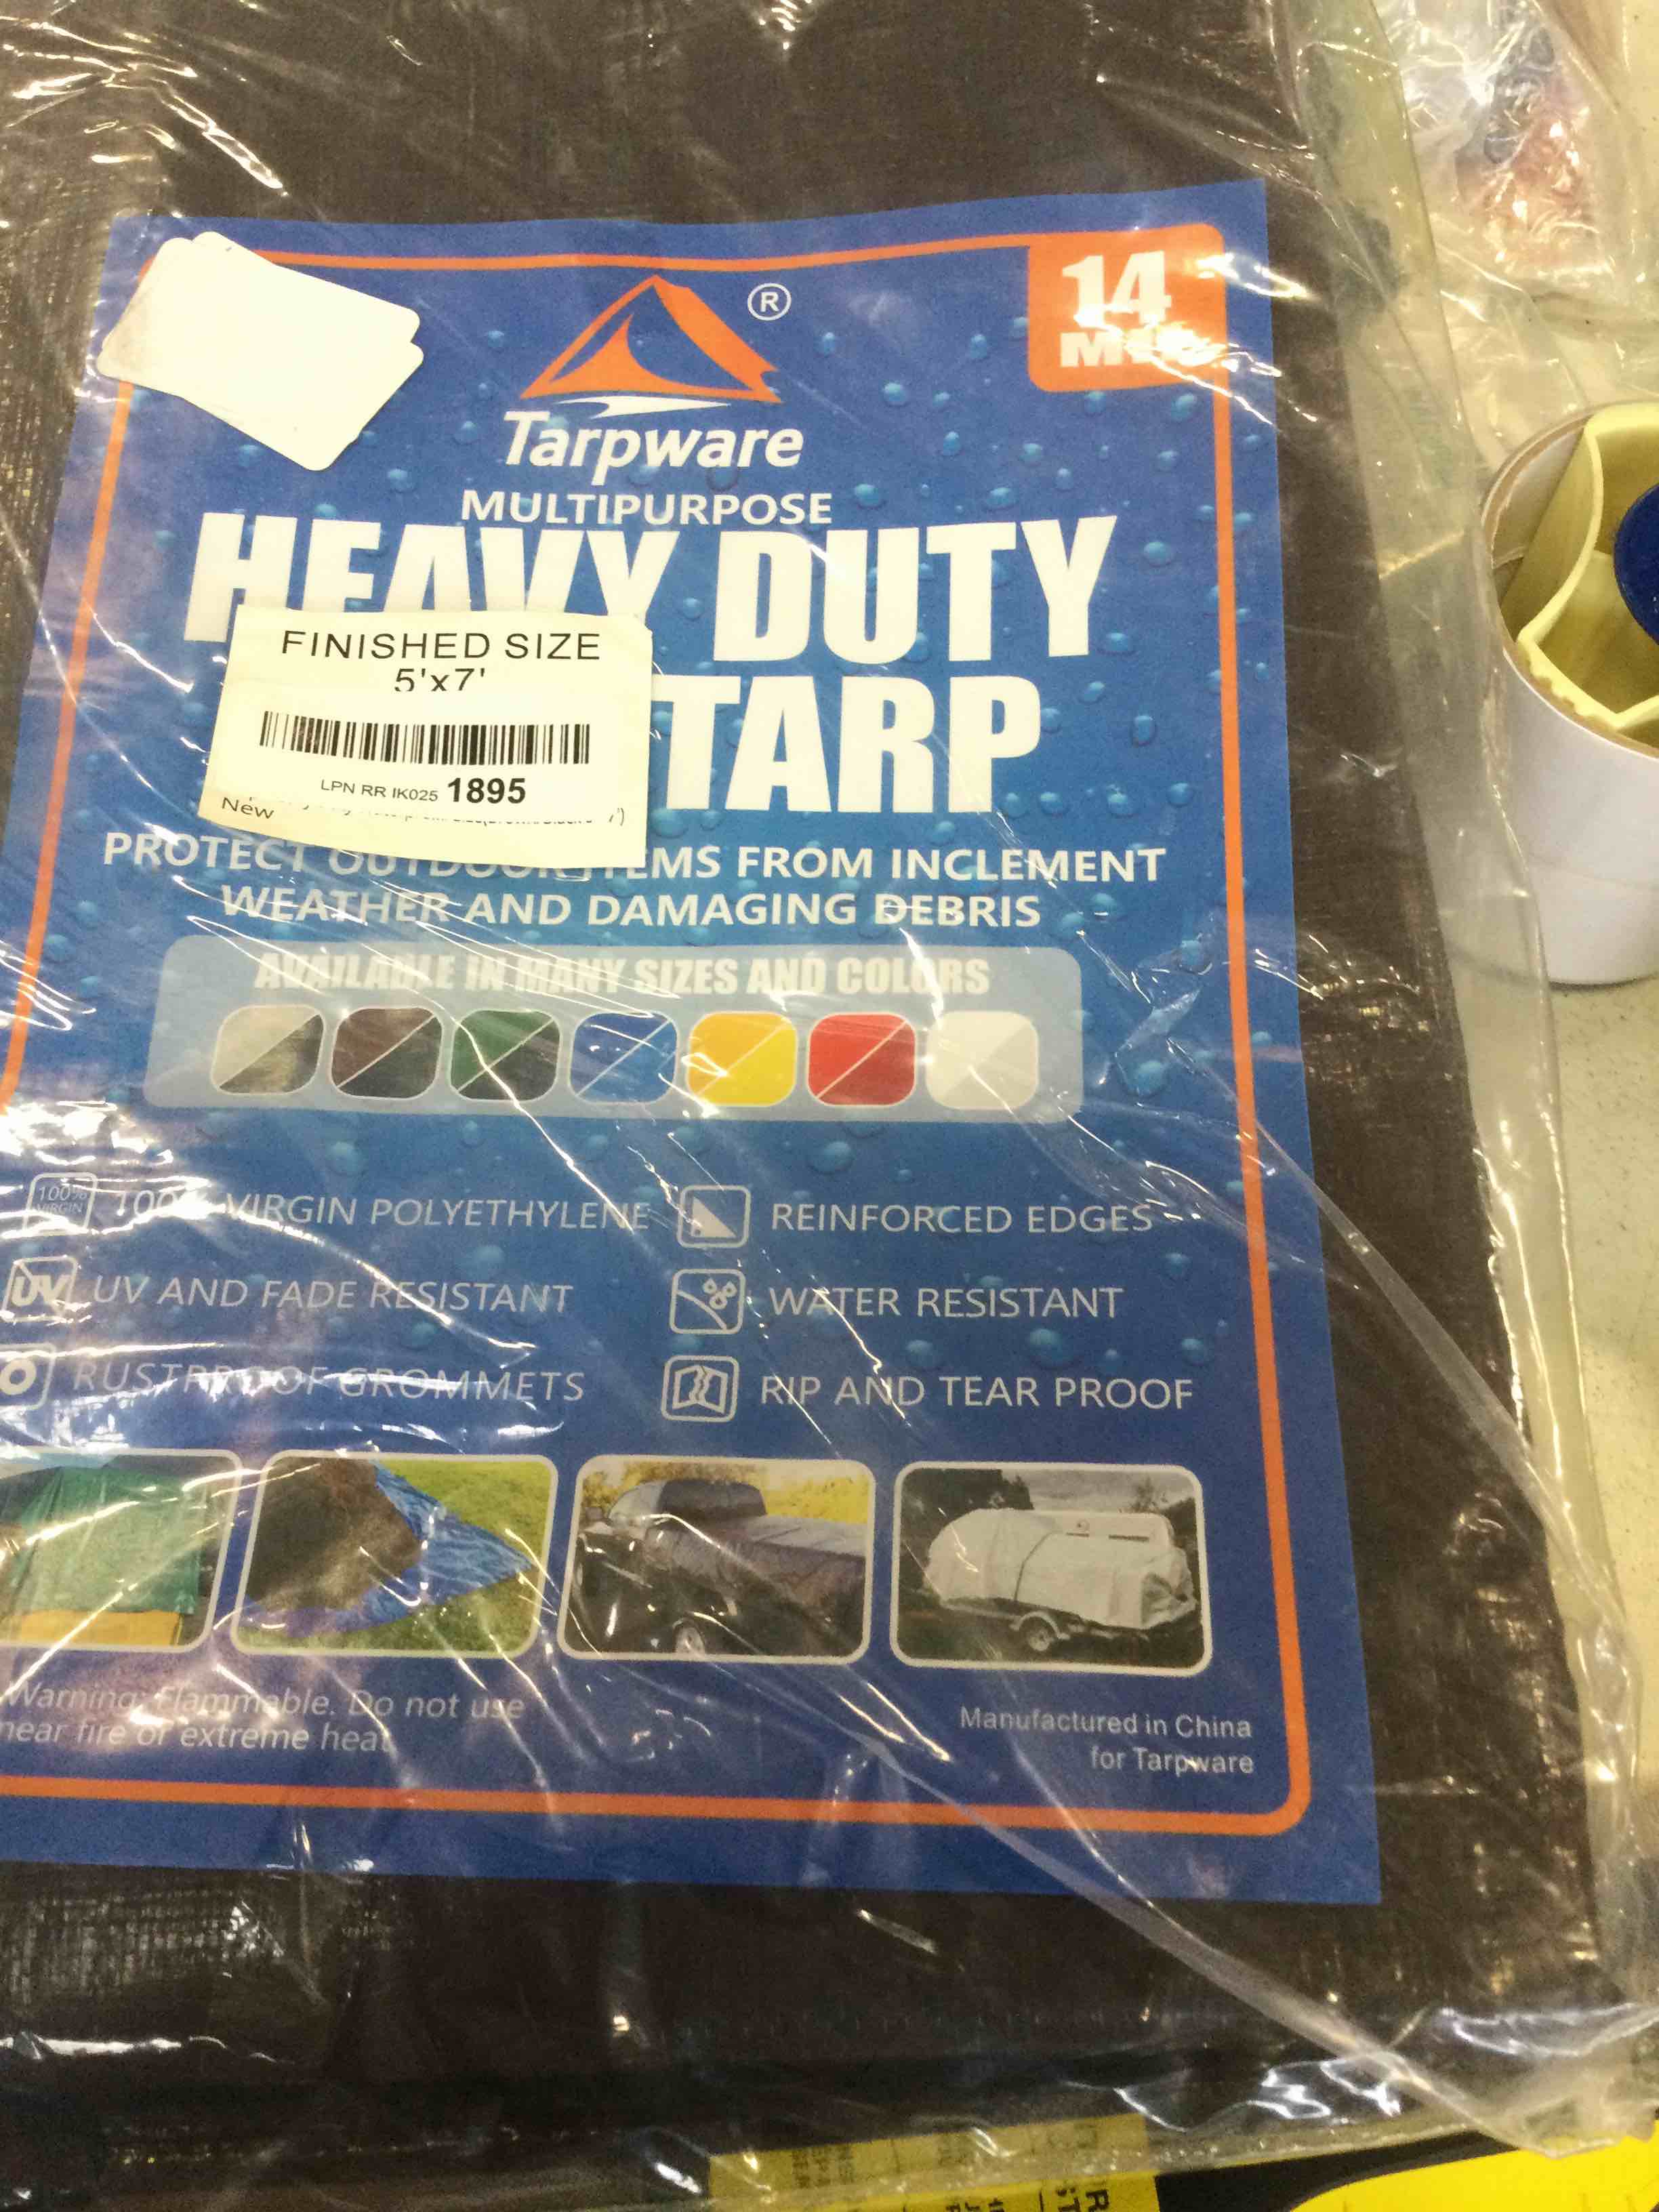 ®
14
MIL
Tarpware
MULTIPURPOSE
HEAVY DUTY
TARP
FINISHED SIZE
5'x7'
LPN RR IK025 1895
New
PROTECT OUTDOOR ITEMS FROM INCLEMENT
WEATHER AND DAMAGING DEBRIS
AVAILABLE IN MANY SIZES AND COLORS
100% VIRGIN 100% VIRGIN POLYETHYLENE REINFORCED EDGES
UV UV AND FADE RESISTANT WATER RESISTANT
RUSTPROOF GROMMETS RIP AND TEAR PROOF
Warning: Flammable. Do not use
near fire or extreme heat
Manufactured in China
for Tarpware